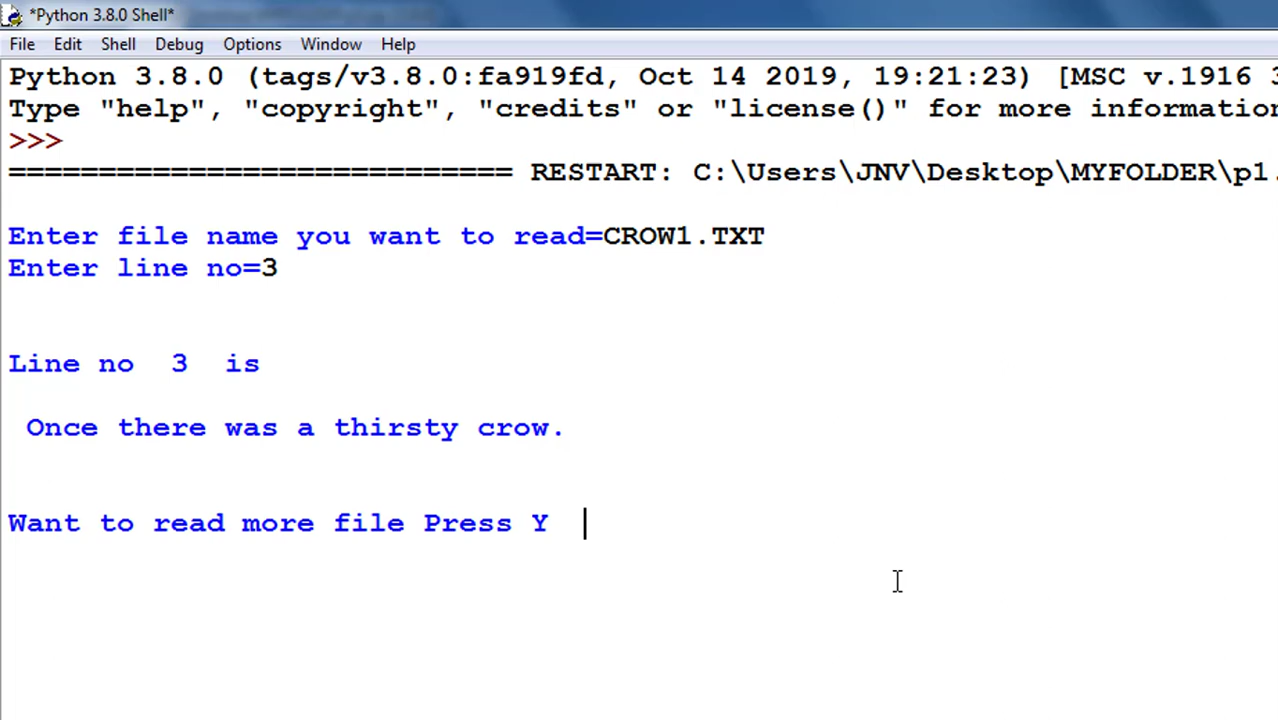 *Python 3.8.0 Shell*
File Edit Shell Debug Options Window Help
Python 3.8.0 (tags/v3.8.0:fa919fd, Oct 14 2019, 19:21:23) [MSC v.1916 3
Type "help", "copyright", "credits" or "license()" for more information
>>>
============================ RESTART: C:\Users\JNV\Desktop\MYFOLDER\p1.
Enter file name you want to read=CROW1.TXT
Enter line no=3
Line no 3 is
Once there was a thirsty crow.
Want to read more file Press Y